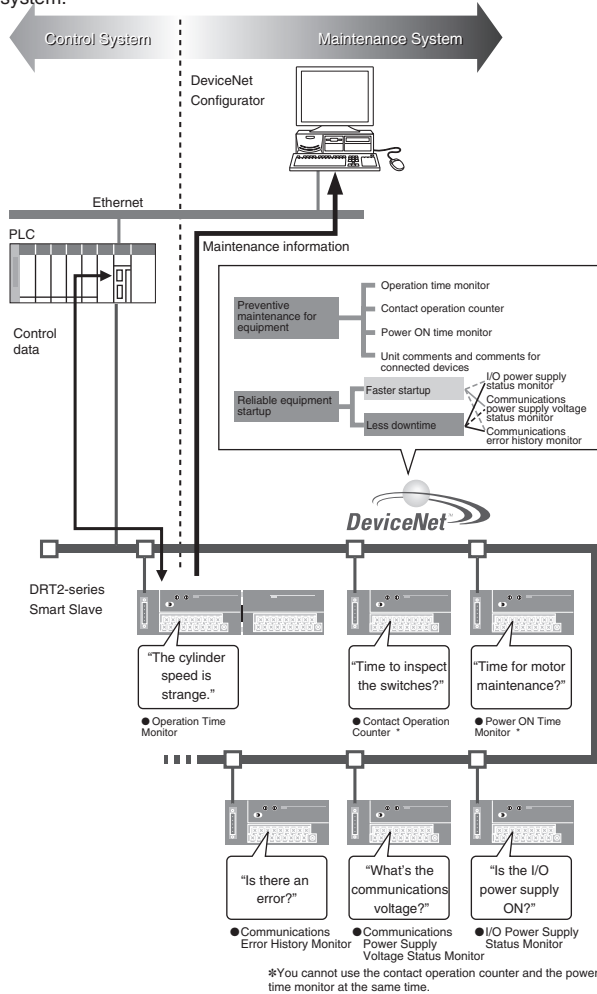 system.
Control System
Maintenance System
DeviceNet
Configurator
Ethernet
PLC
Maintenance information
Control
data
Preventive
maintenance for
equipment
Operation time monitor
Contact operation counter
Power ON time monitor
Unit comments and comments for
connected devices
Reliable equipment
startup
Faster startup
Less downtime
I/O power supply
status monitor
Communications
power supply voltage
status monitor
Communications
error history monitor
DeviceNet™
DRT2-series
Smart Slave
"The cylinder
speed is
strange."
● Operation Time
Monitor
"Time to inspect
the switches?"
● Contact Operation
Counter *
"Time for motor
maintenance?"
● Power ON Time
Monitor *
"Is there an
error?"
● Communications
Error History Monitor
"What's the
communications
voltage?"
● Communications
Power Supply
Voltage Status Monitor
"Is the I/O
power supply
ON?"
● I/O Power Supply
Status Monitor
✻You cannot use the contact operation counter and the power
time monitor at the same time.